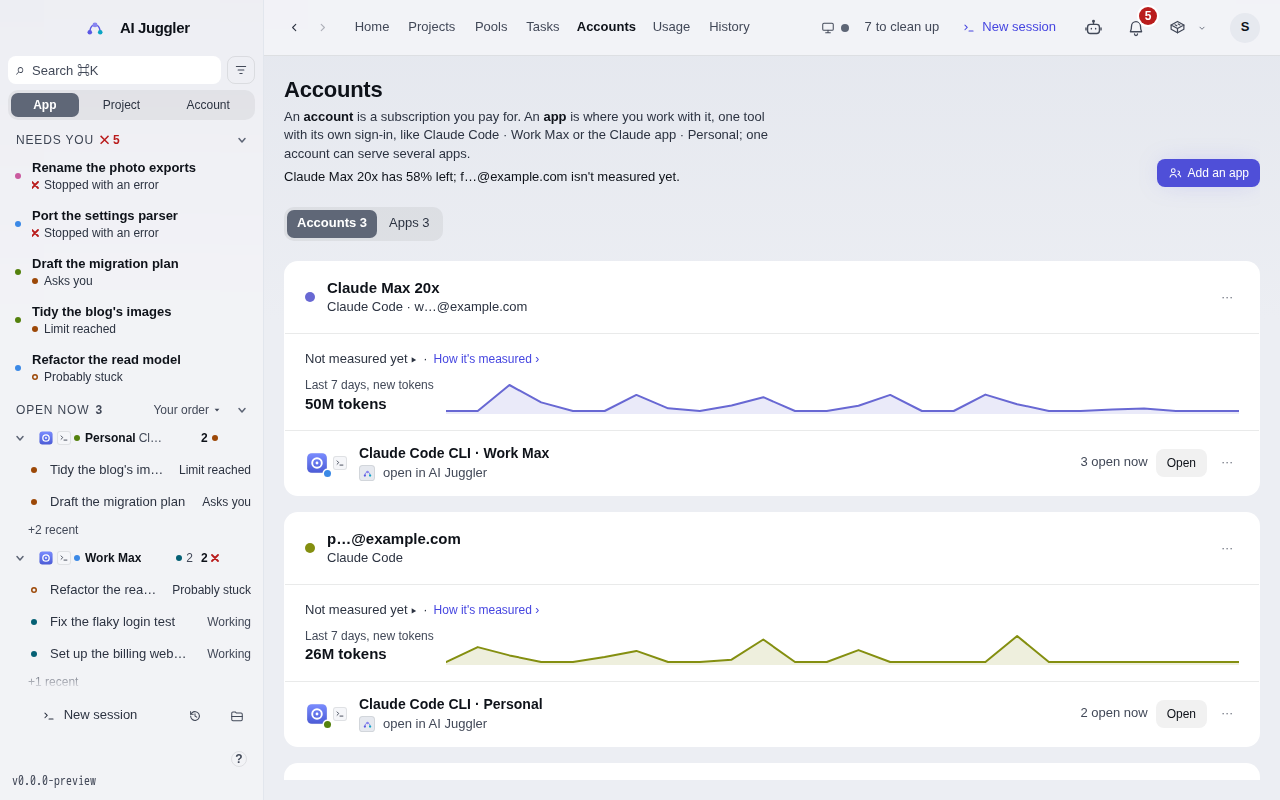 AI Juggler
Search ⌘K
App
Project
Account
NEEDS YOU 5
Rename the photo exports
Stopped with an error
Port the settings parser
Stopped with an error
Draft the migration plan
Asks you
Tidy the blog's images
Limit reached
Refactor the read model
Probably stuck
OPEN NOW 3
Your order
Personal Cl…
2
Tidy the blog's im…
Limit reached
Draft the migration plan
Asks you
+2 recent
Work Max
2
2
Refactor the rea…
Probably stuck
Fix the flaky login test
Working
Set up the billing web…
Working
+1 recent
New session
?
v0.0.0-preview
Home
Projects
Pools
Tasks
Accounts
Usage
History
7 to clean up
New session
5
S
Accounts
An account is a subscription you pay for. An app is where you work with it, one tool
with its own sign-in, like Claude Code · Work Max or the Claude app · Personal; one
account can serve several apps.
Claude Max 20x has 58% left; f…@example.com isn't measured yet.
Add an app
Accounts 3
Apps 3
Claude Max 20x
Claude Code · w…@example.com
···
Not measured yet ▸ · How it's measured ›
Last 7 days, new tokens
50M tokens
Claude Code CLI · Work Max
open in AI Juggler
3 open now
Open
···
p…@example.com
Claude Code
···
Not measured yet ▸ · How it's measured ›
Last 7 days, new tokens
26M tokens
Claude Code CLI · Personal
open in AI Juggler
2 open now
Open
···